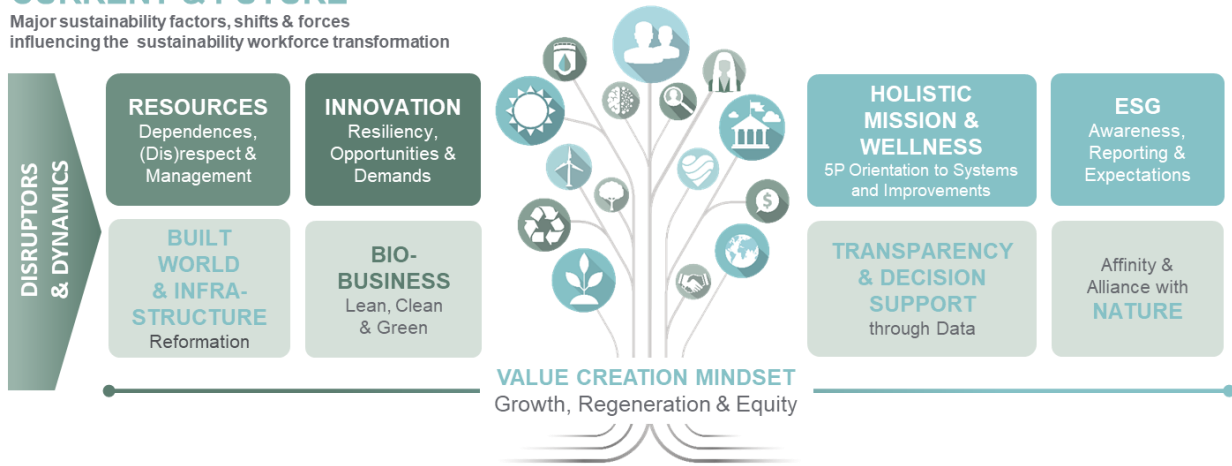 CURRENT & FUTURE
Major sustainability factors, shifts & forces
influencing the sustainability workforce transformation
DISRUPTORS
& DYNAMICS
RESOURCES
Dependences,
(Dis)respect &
Management
INNOVATION
Resiliency,
Opportunities &
Demands
HOLISTIC
MISSION &
WELLNESS
5P Orientation to Systems
and Improvements
ESG
Awareness,
Reporting &
Expectations
BUILT
WORLD
& INFRA-
STRUCTURE
Reformation
BIO-
BUSINESS
Lean, Clean
& Green
TRANSPARENCY
& DECISION
SUPPORT
through Data
Affinity &
Alliance with
NATURE
$
VALUE CREATION MINDSET
Growth, Regeneration & Equity